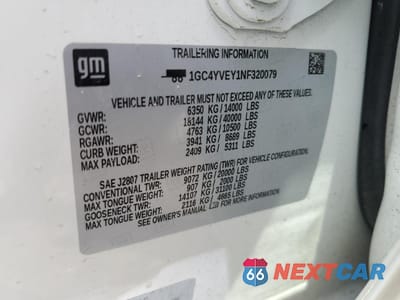 gm
TRAILERING INFORMATION
1GC4YVEY1NF320079
VEHICLE AND TRAILER MUST NOT EXCEED ANY OF THESE WEIGHTS
GVWR: 6350 KG / 14000 LBS
GCWR: 18144 KG / 40000 LBS
RGAWR: 4763 KG / 10500 LBS
CURB WEIGHT: 3941 KG / 8689 LBS
MAX PAYLOAD: 2409 KG / 5311 LBS
SAE J2807 TRAILER WEIGHT RATING (TWR) FOR VEHICLE CONFIGURATION.
CONVENTIONAL TWR: 9072 KG / 20000 LBS
MAX TONGUE WEIGHT: 907 KG / 2000 LBS
GOOSENECK TWR: 14107 KG / 31100 LBS
MAX TONGUE WEIGHT: 2116 KG / 4665 LBS
SEE OWNER'S MANUAL FOR MORE INFORMATION
66 NEXTCAR